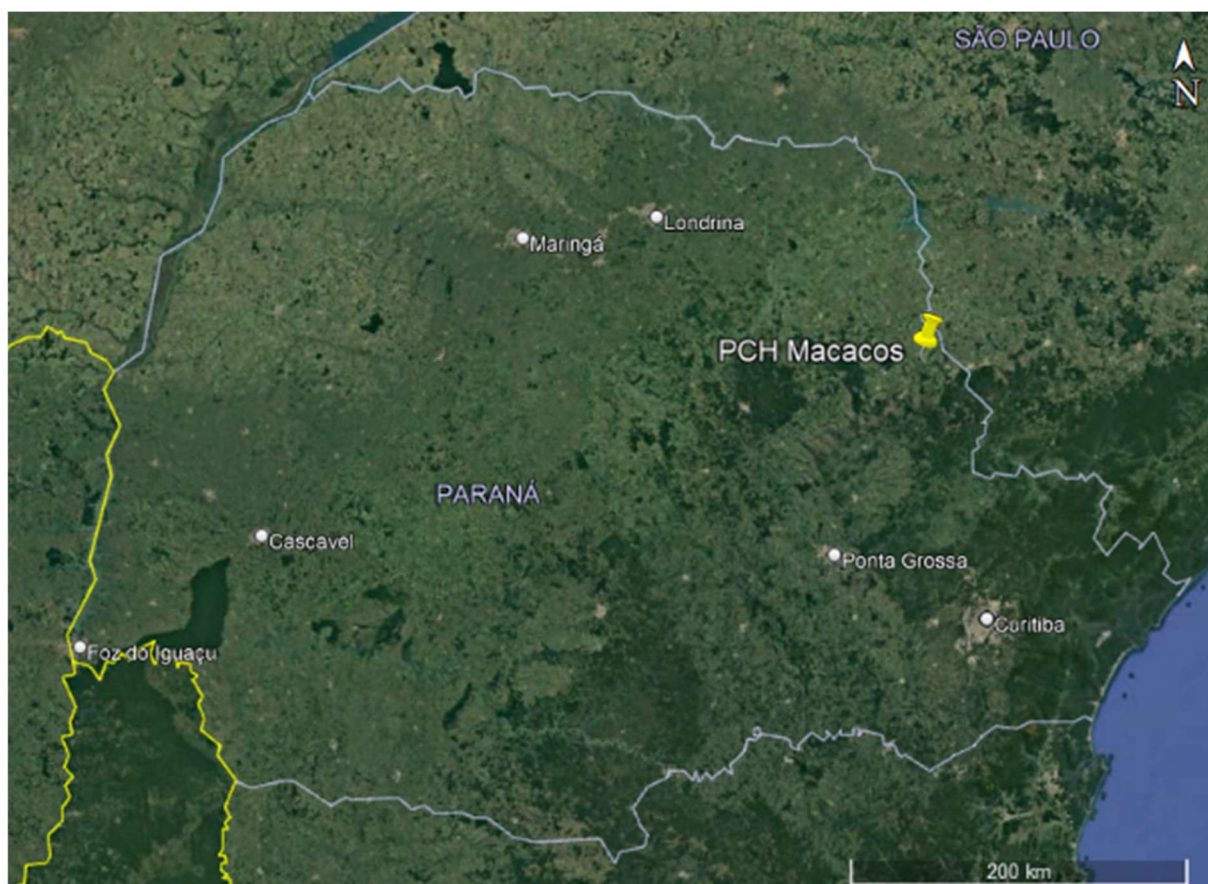 SÃO PAULO
N
Londrina
Maringá
PCH Macacos
PARANÁ
Cascavel
Ponta Grossa
Curitiba
Foz do Iguaçu
200 km